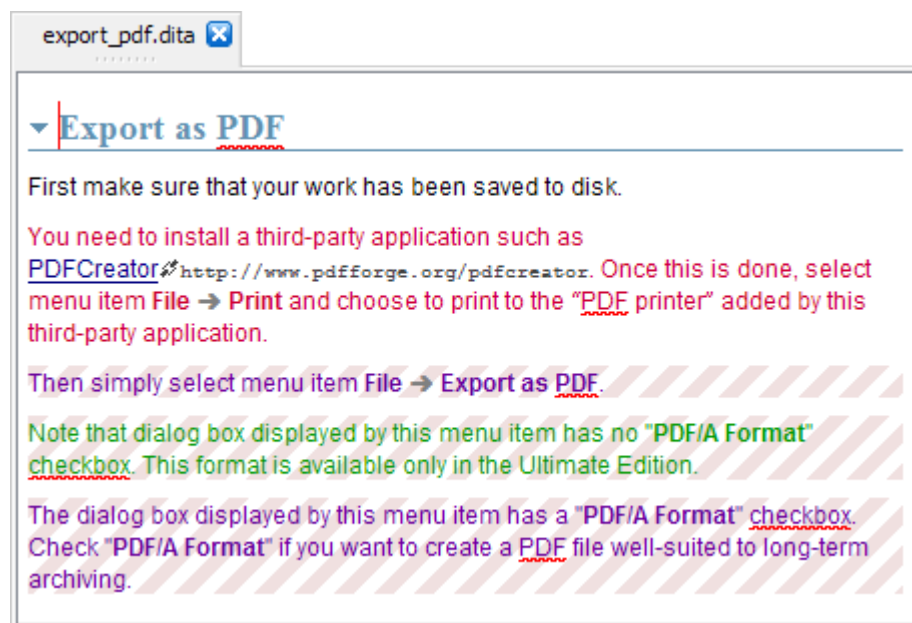 export_pdf.dita
Export as PDF
First make sure that your work has been saved to disk.
You need to install a third-party application such as
PDFCreator http://www.pdfforge.org/pdfcreator. Once this is done, select
menu item File ➔ Print and choose to print to the “PDF printer” added by this
third-party application.
Then simply select menu item File ➔ Export as PDF.
Note that dialog box displayed by this menu item has no "PDF/A Format"
checkbox. This format is available only in the Ultimate Edition.
The dialog box displayed by this menu item has a "PDF/A Format" checkbox.
Check "PDF/A Format" if you want to create a PDF file well-suited to long-term
archiving.